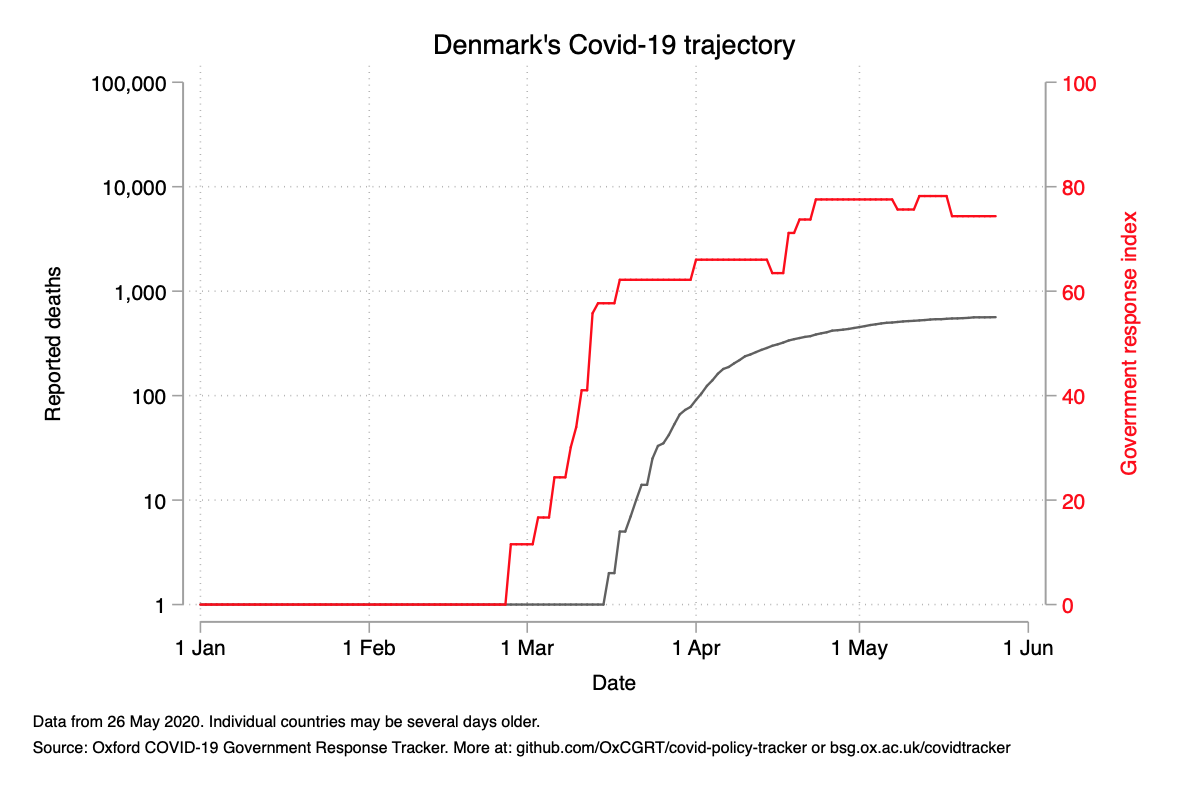 Denmark's Covid-19 trajectory
100,000
10,000
1,000
100
10
1
Reported deaths
100
80
60
40
20
0
Government response index
1 Jan
1 Feb
1 Mar
1 Apr
1 May
1 Jun
Date
Data from 26 May 2020. Individual countries may be several days older.
Source: Oxford COVID-19 Government Response Tracker. More at: github.com/OxCGRT/covid-policy-tracker or bsg.ox.ac.uk/covidtracker